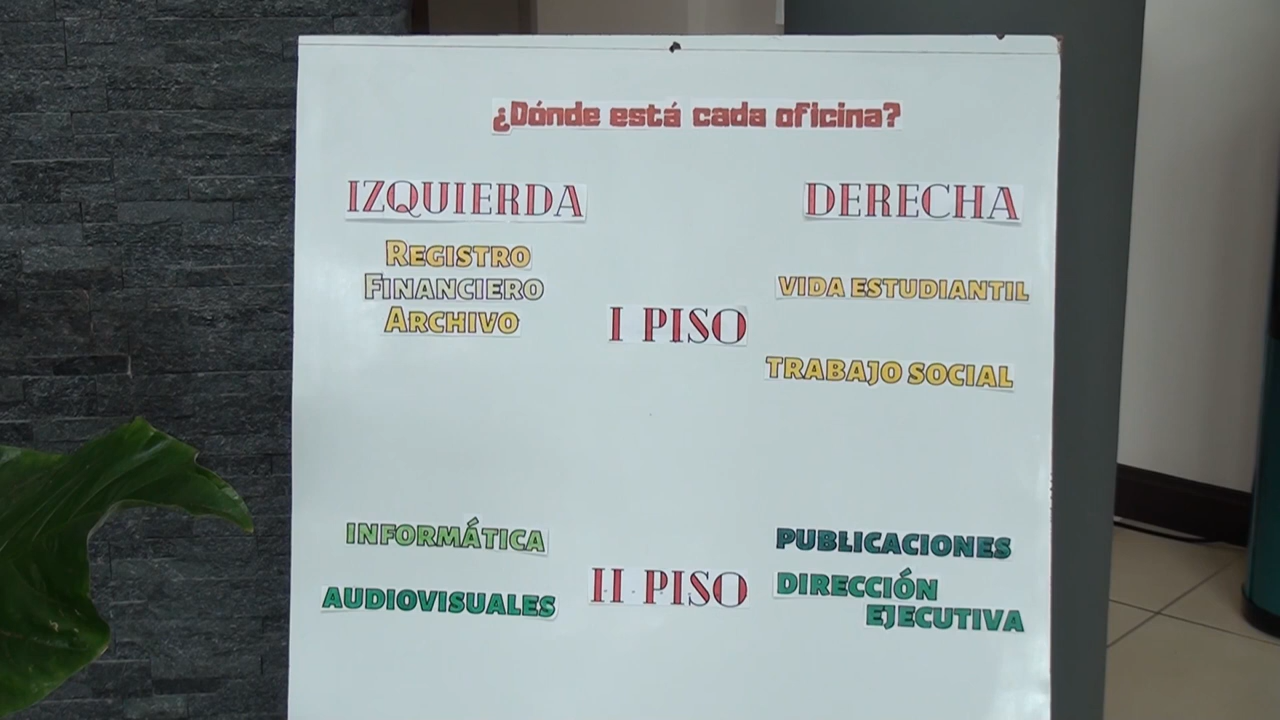 ¿Dónde está cada oficina?
IZQUIERDA
DERECHA
REGISTRO
FINANCIERO
ARCHIVO
VIDA ESTUDIANTIL
I PISO
TRABAJO SOCIAL
INFORMÁTICA
PUBLICACIONES
AUDIOVISUALES
II PISO
DIRECCIÓN
EJECUTIVA